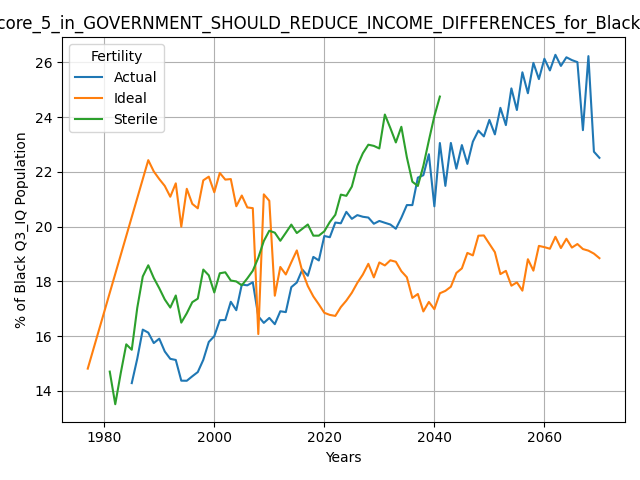 core_5_in_GOVERNMENT_SHOULD_REDUCE_INCOME_DIFFERENCES_for_Black
Fertility
Actual
Ideal
Sterile
% of Black Q3_IQ Population
26
24
22
20
18
16
14
1980 2000 2020 2040 2060
Years